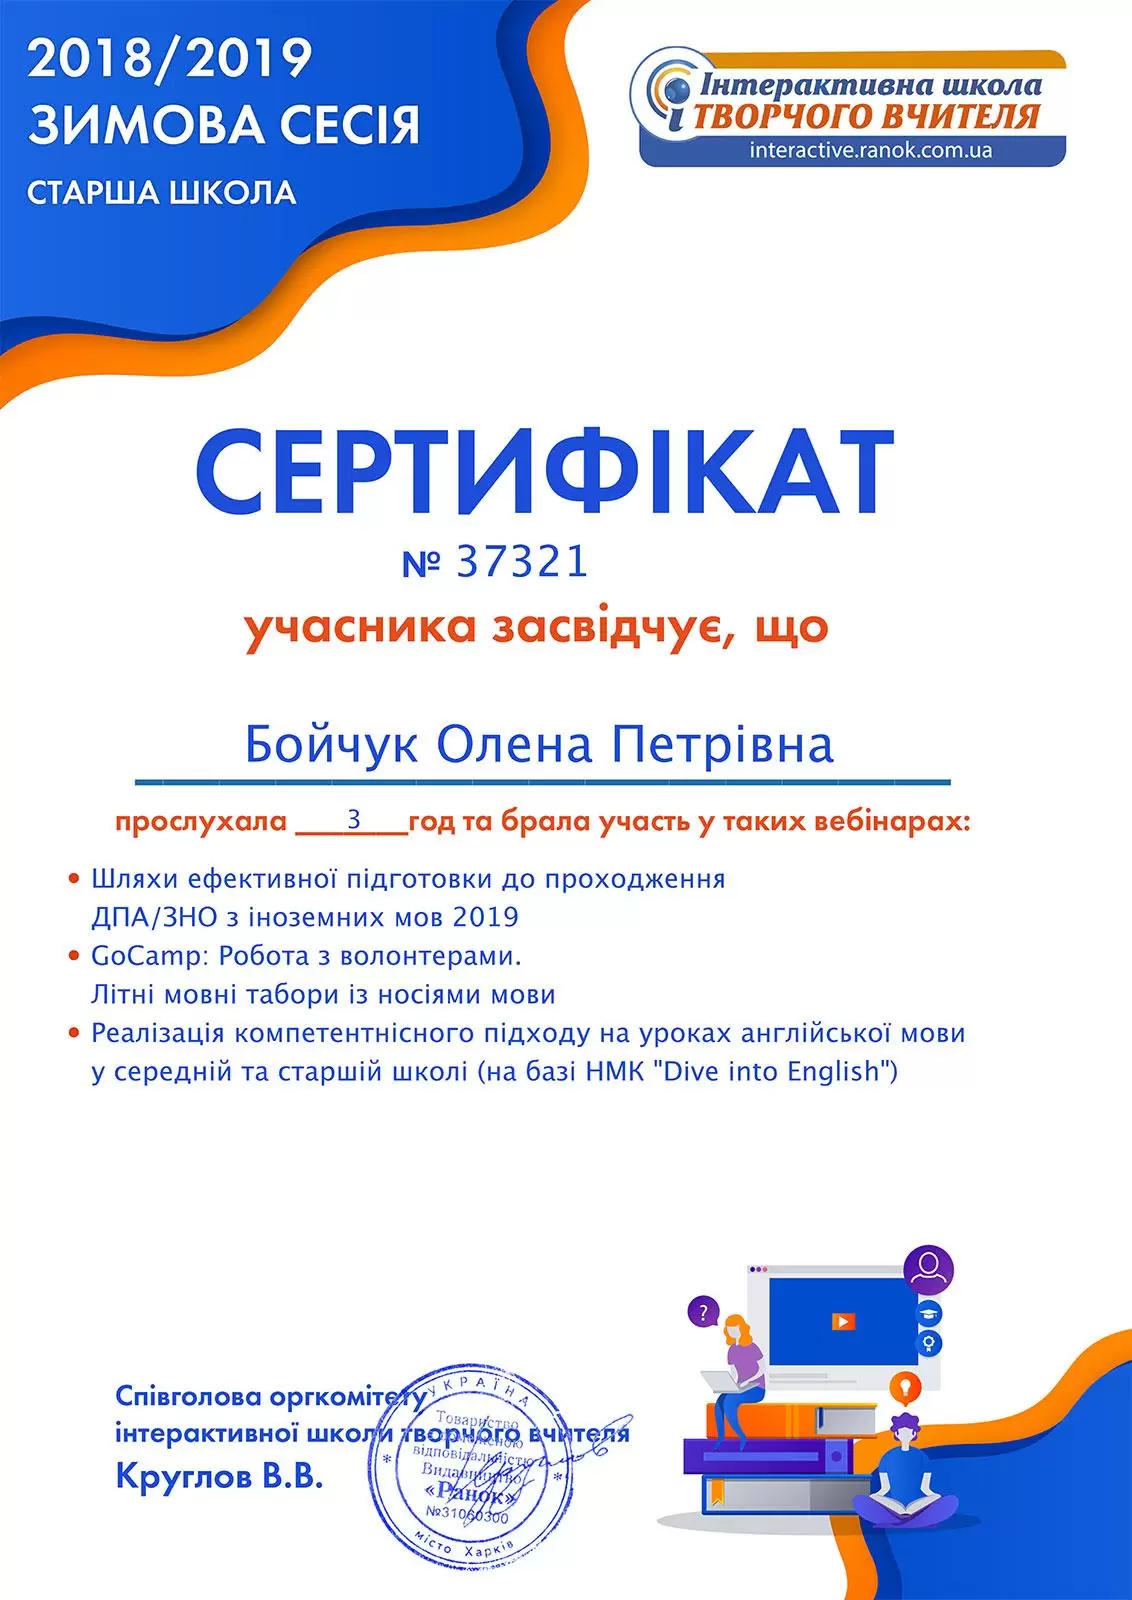 2018/2019
ЗИМОВА СЕСІЯ
СТАРША ШКОЛА
Інтерактивна школа
ТВОРЧОГО ВЧИТЕЛЯ
interactive.ranok.com.ua
СЕРТИФІКАТ
№ 37321
учасника засвідчує, що
Бойчук Олена Петрівна
прослухала ___3___год та брала участь у таких вебінарах:
• Шляхи ефективної підготовки до проходження
ДПА/ЗНО з іноземних мов 2019
• GoCamp: Робота з волонтерами.
Літні мовні табори із носіями мови
• Реалізація компетентнісного підходу на уроках англійської мови
у середній та старшій школі (на базі НМК "Dive into English")
?
Співголова оргкомітету
інтерактивної школи творчого вчителя
Круглов В.В.
УКРАЇНА
Товариство
з обмеженою
відповідальністю
Видавництво
«Ранок»
№31060300
місто Харків